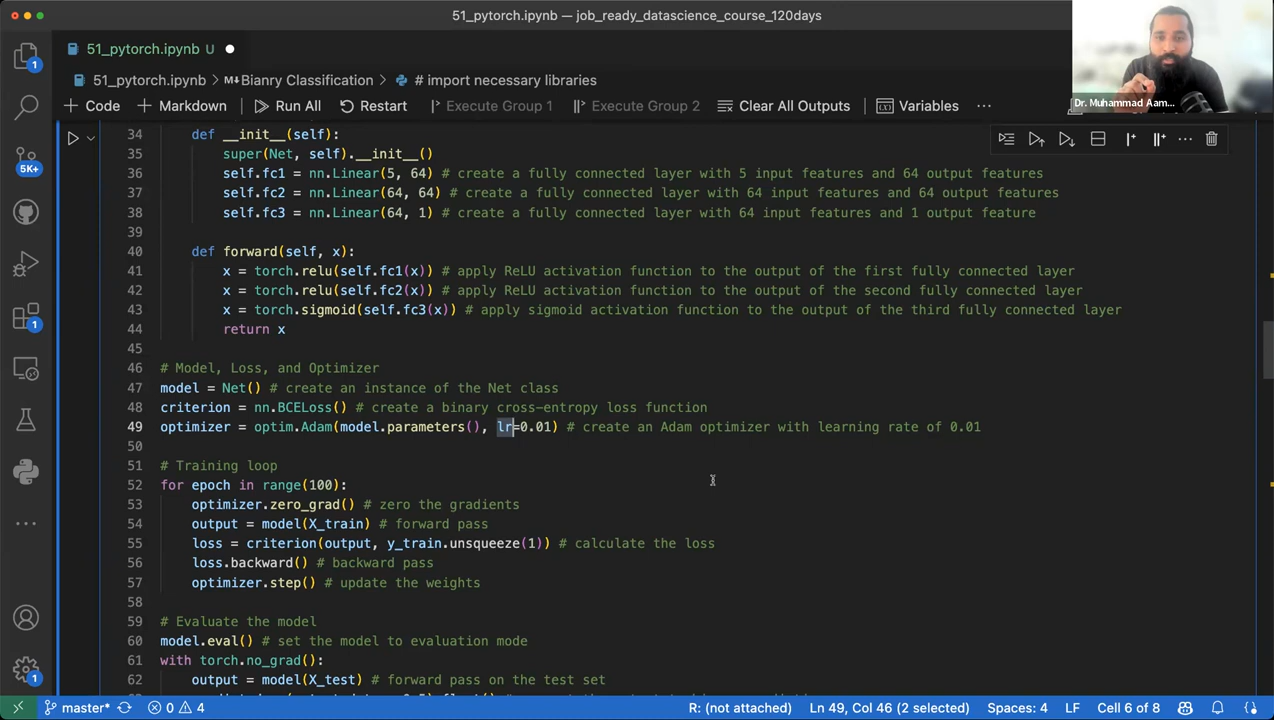 51_pytorch.ipynb — job_ready_datascience_course_120days
51_pytorch.ipynb U
51_pytorch.ipynb > M↓ Bianry Classification > # import necessary libraries
+ Code + Markdown Run All Restart Execute Group 1 Execute Group 2 Clear All Outputs Variables ...
Dr. Muhammad Aam...
34 def __init__(self):
35 super(Net, self).__init__()
36 self.fc1 = nn.Linear(5, 64) # create a fully connected layer with 5 input features and 64 output features
37 self.fc2 = nn.Linear(64, 64) # create a fully connected layer with 64 input features and 64 output features
38 self.fc3 = nn.Linear(64, 1) # create a fully connected layer with 64 input features and 1 output feature
39
40 def forward(self, x):
41 x = torch.relu(self.fc1(x)) # apply ReLU activation function to the output of the first fully connected layer
42 x = torch.relu(self.fc2(x)) # apply ReLU activation function to the output of the second fully connected layer
43 x = torch.sigmoid(self.fc3(x)) # apply sigmoid activation function to the output of the third fully connected layer
44 return x
45
46 # Model, Loss, and Optimizer
47 model = Net() # create an instance of the Net class
48 criterion = nn.BCELoss() # create a binary cross-entropy loss function
49 optimizer = optim.Adam(model.parameters(), lr=0.01) # create an Adam optimizer with learning rate of 0.01
50
51 # Training loop
52 for epoch in range(100):
53 optimizer.zero_grad() # zero the gradients
54 output = model(X_train) # forward pass
55 loss = criterion(output, y_train.unsqueeze(1)) # calculate the loss
56 loss.backward() # backward pass
57 optimizer.step() # update the weights
58
59 # Evaluate the model
60 model.eval() # set the model to evaluation mode
61 with torch.no_grad():
62 output = model(X_test) # forward pass on the test set
1
5K+
1
1
master* 0 4 R: (not attached) Ln 49, Col 46 (2 selected) Spaces: 4 LF Cell 6 of 8